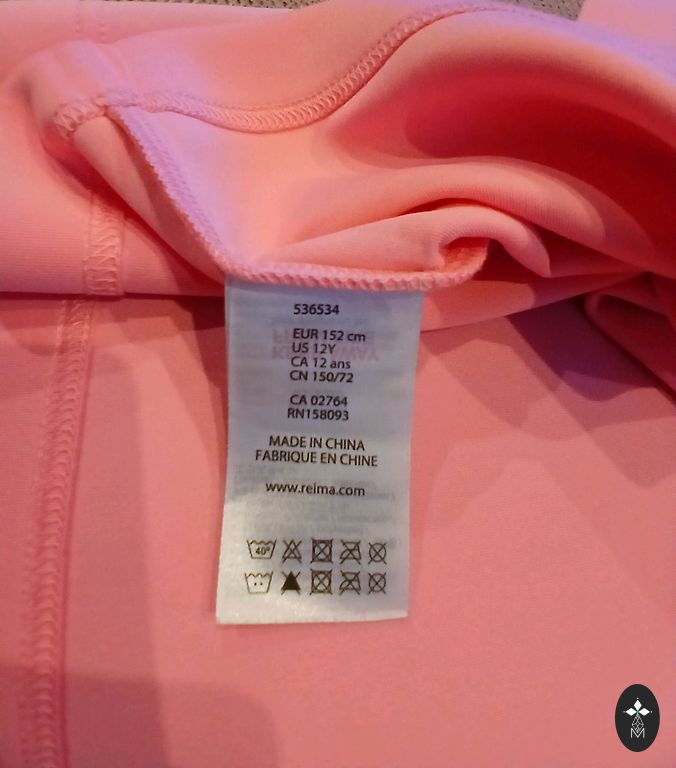 536534
EUR 152 cm
US 12Y
CA 12 ans
CN 150/72
CA 02764
RN158093
MADE IN CHINA
FABRIQUE EN CHINE
www.reima.com
40°
M